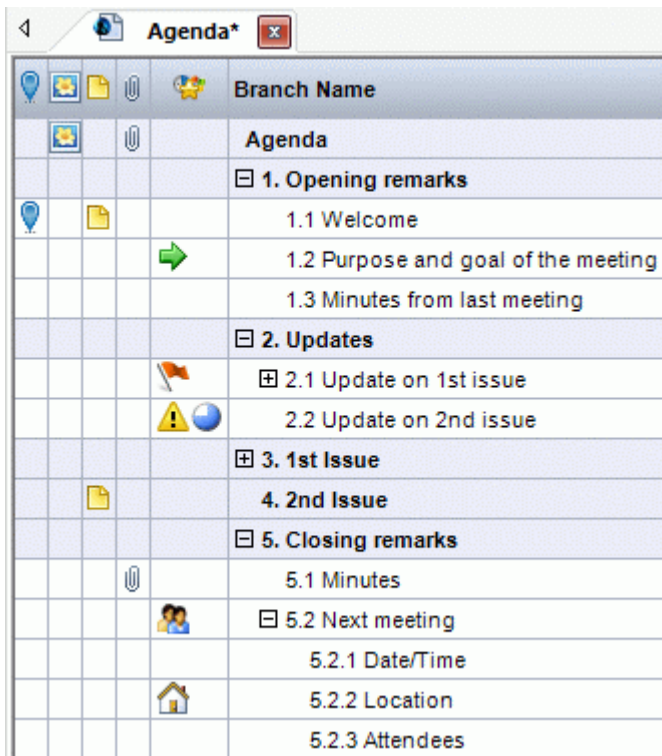 Agenda*
Branch Name
Agenda
1. Opening remarks
1.1 Welcome
1.2 Purpose and goal of the meeting
1.3 Minutes from last meeting
2. Updates
2.1 Update on 1st issue
2.2 Update on 2nd issue
3. 1st Issue
4. 2nd Issue
5. Closing remarks
5.1 Minutes
5.2 Next meeting
5.2.1 Date/Time
5.2.2 Location
5.2.3 Attendees